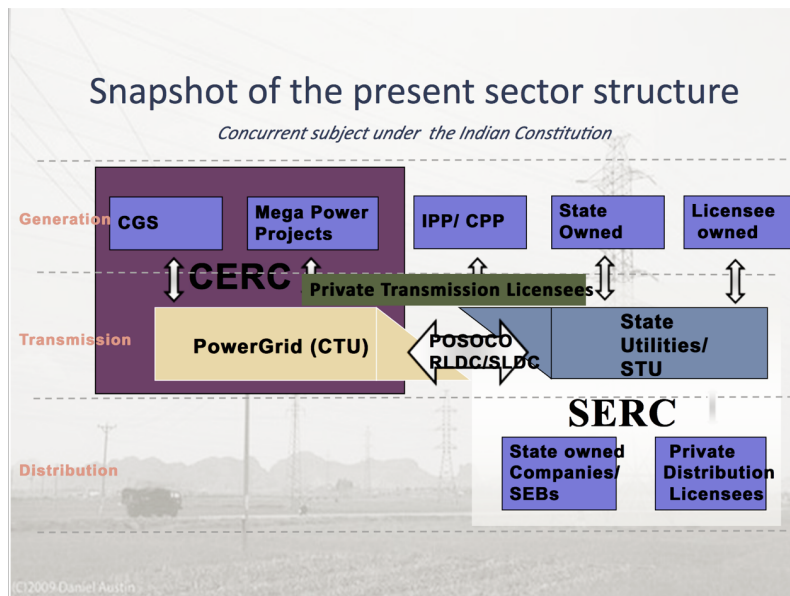 Snapshot of the present sector structure
Concurrent subject under the Indian Constitution
Generation
CGS
Mega Power
Projects
IPP/ CPP
State
Owned
Licensee
owned
CERC
Private Transmission Licensees
Transmission
PowerGrid (CTU)
POSOCO
RLDC/SLDC
State
Utilities/
STU
SERC
Distribution
State owned
Companies/
SEBs
Private
Distribution
Licensees
(C)2009 Daniel Austin